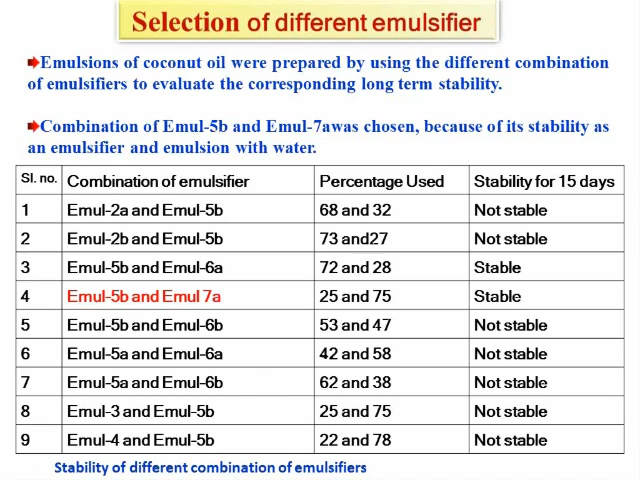 Selection of different emulsifier
Emulsions of coconut oil were prepared by using the different combination
of emulsifiers to evaluate the corresponding long term stability.
Combination of Emul-5b and Emul-7awas chosen, because of its stability as
an emulsifier and emulsion with water.
Sl. no. Combination of emulsifier Percentage Used Stability for 15 days
1 Emul-2a and Emul-5b 68 and 32 Not stable
2 Emul-2b and Emul-5b 73 and27 Not stable
3 Emul-5b and Emul-6a 72 and 28 Stable
4 Emul-5b and Emul 7a 25 and 75 Stable
5 Emul-5b and Emul-6b 53 and 47 Not stable
6 Emul-5a and Emul-6a 42 and 58 Not stable
7 Emul-5a and Emul-6b 62 and 38 Not stable
8 Emul-3 and Emul-5b 25 and 75 Not stable
9 Emul-4 and Emul-5b 22 and 78 Not stable
Stability of different combination of emulsifiers